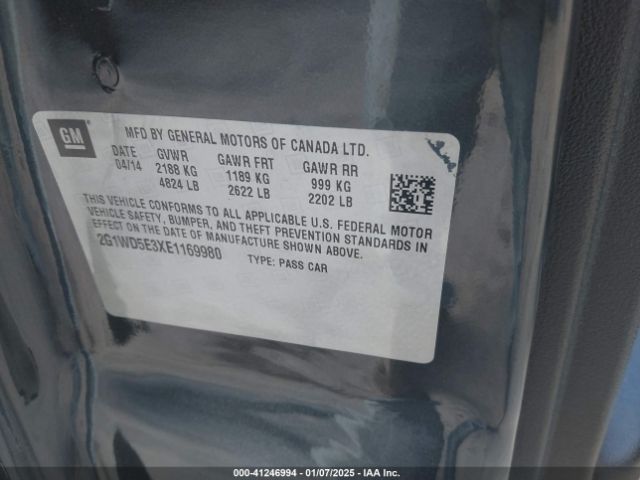 GM
MFD BY GENERAL MOTORS OF CANADA LTD.
DATE GVWR GAWR FRT GAWR RR
04/14 2188 KG 1189 KG 999 KG
4824 LB 2622 LB 2202 LB
THIS VEHICLE CONFORMS TO ALL APPLICABLE U.S. FEDERAL MOTOR
VEHICLE SAFETY, BUMPER, AND THEFT PREVENTION STANDARDS IN
EFFECT ON THE DATE OF MANUFACTURE SHOWN ABOVE.
2G1WD5E3XE1169980 TYPE: PASS CAR
000-41246994 - 01/07/2025 - IAA Inc.